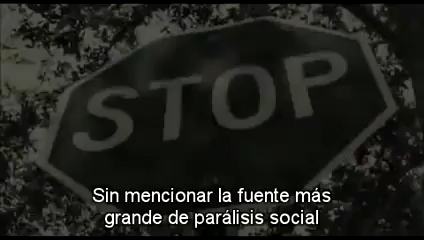 STOP
Sin mencionar la fuente más
grande de parálisis social